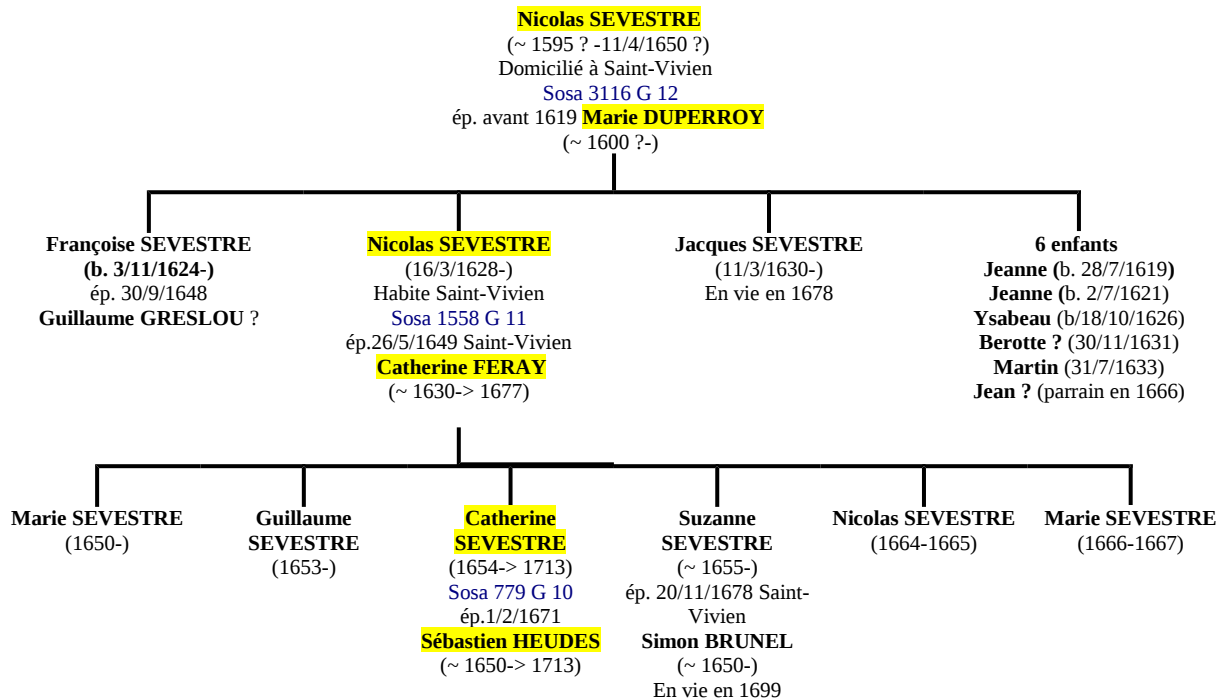 Nicolas SEVESTRE
(~ 1595 ? -11/4/1650 ?)
Domicilié à Saint-Vivien
Sosa 3116 G 12
ép. avant 1619 Marie DUPERROY
(~ 1600 ?-)
Françoise SEVESTRE
(b. 3/11/1624-)
ép. 30/9/1648
Guillaume GRESLOU ?
Nicolas SEVESTRE
(16/3/1628-)
Habite Saint-Vivien
Sosa 1558 G 11
ép.26/5/1649 Saint-Vivien
Catherine FERAY
(~ 1630-> 1677)
Jacques SEVESTRE
(11/3/1630-)
En vie en 1678
6 enfants
Jeanne (b. 28/7/1619)
Jeanne (b. 2/7/1621)
Ysabeau (b/18/10/1626)
Berotte ? (30/11/1631)
Martin (31/7/1633)
Jean ? (parrain en 1666)
Marie SEVESTRE
(1650-)
Guillaume
SEVESTRE
(1653-)
Catherine
SEVESTRE
(1654-> 1713)
Sosa 779 G 10
ép.1/2/1671
Sébastien HEUDES
(~ 1650-> 1713)
Suzanne
SEVESTRE
(~ 1655-)
ép. 20/11/1678 Saint-
Vivien
Simon BRUNEL
(~ 1650-)
En vie en 1699
Nicolas SEVESTRE
(1664-1665)
Marie SEVESTRE
(1666-1667)